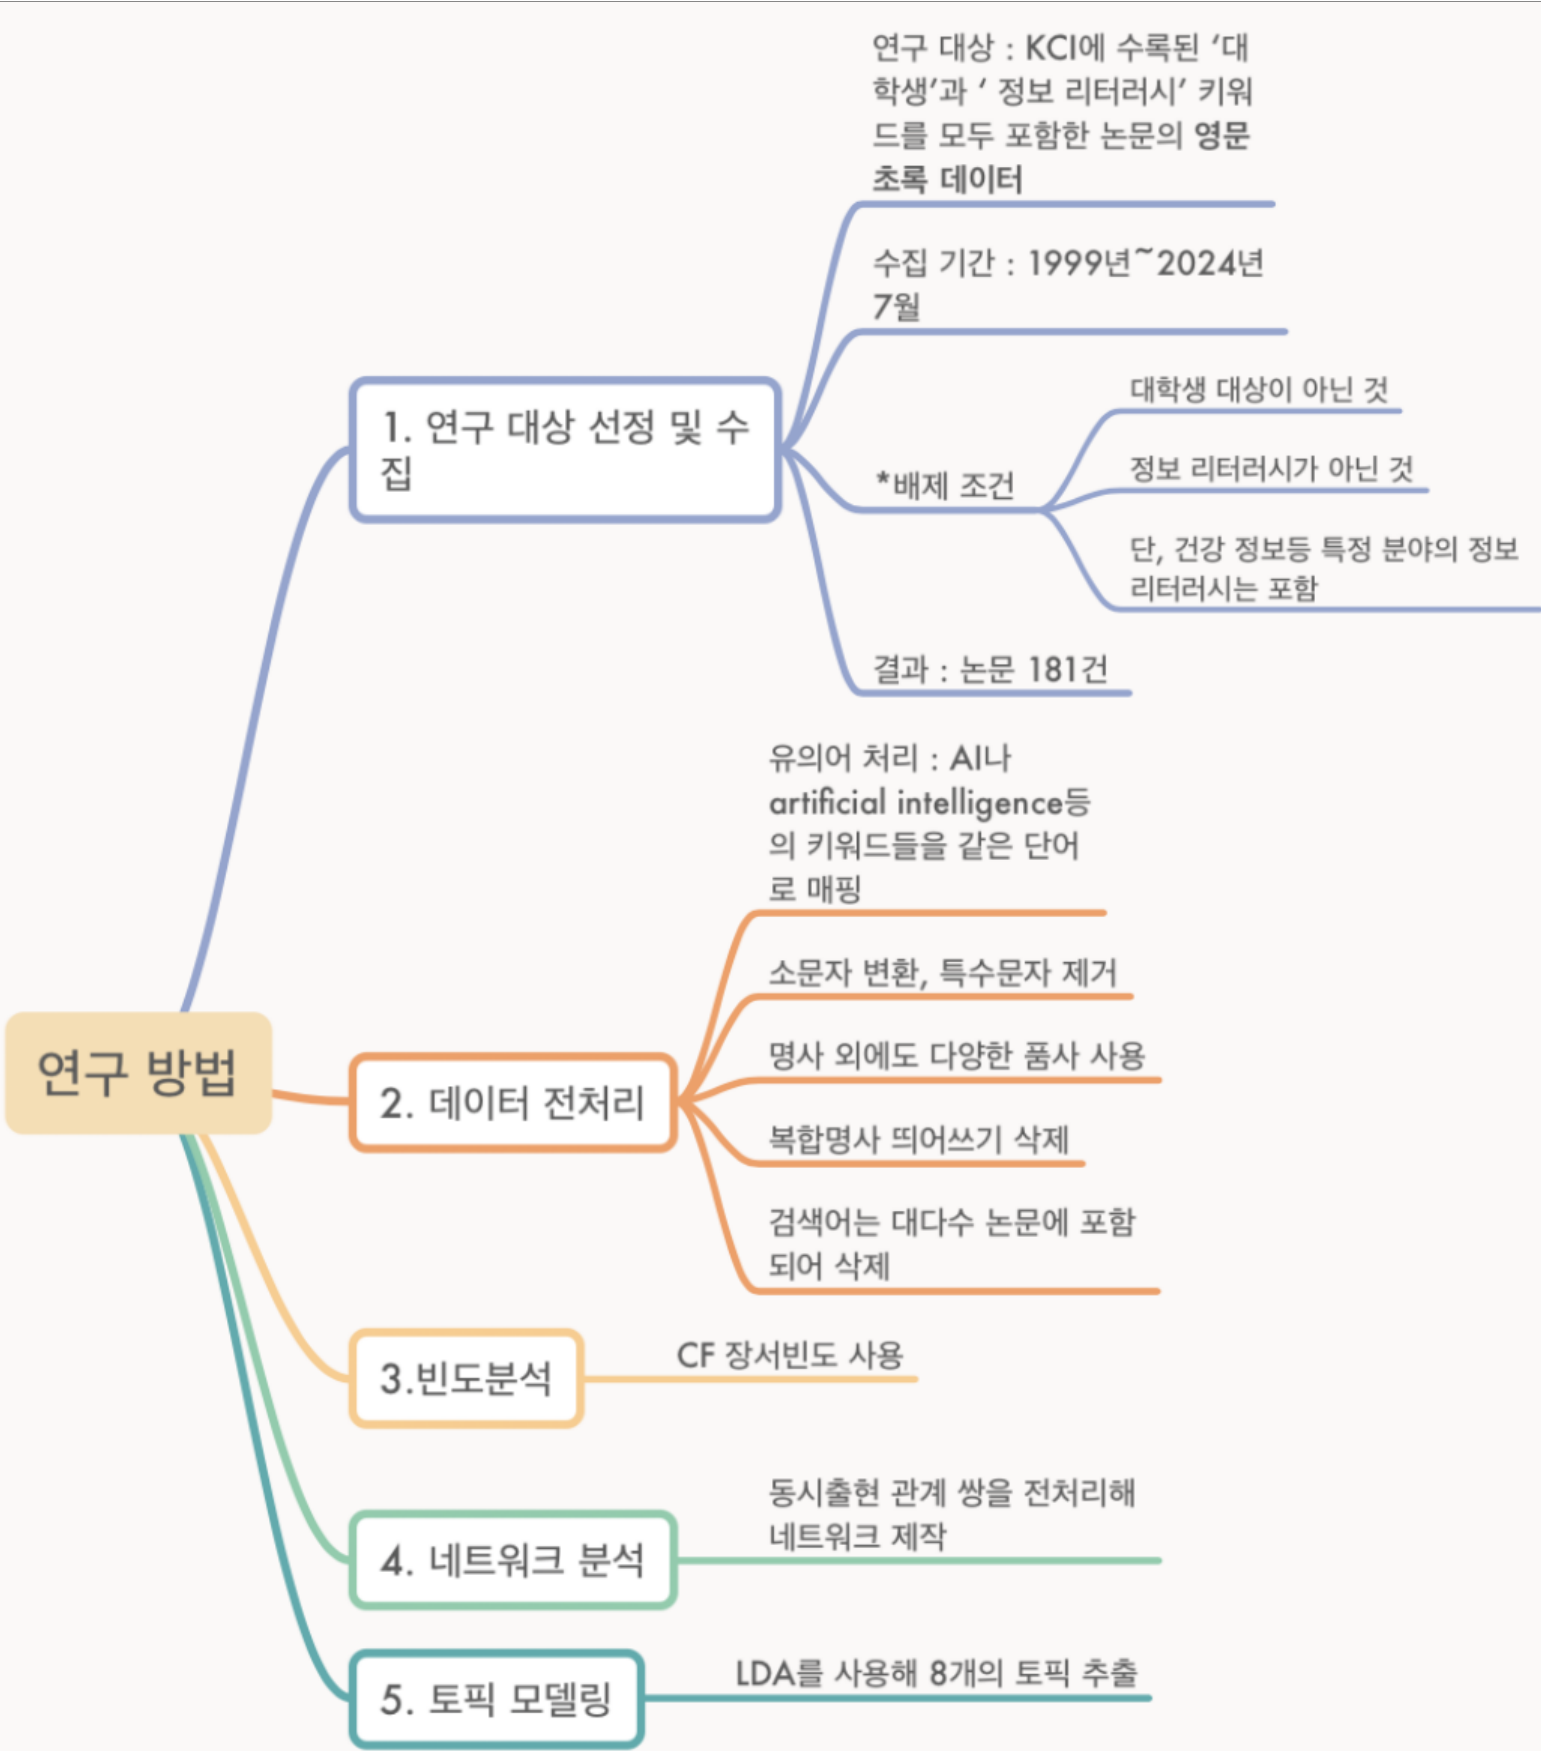 연구 대상 : KCI에 수록된 ‘대
학생’과 ‘ 정보 리터러시’ 키워
드를 모두 포함한 논문의 영문
초록 데이터
수집 기간 : 1999년~2024년
7월
1. 연구 대상 선정 및 수
집
*배제 조건
대학생 대상이 아닌 것
정보 리터러시가 아닌 것
단, 건강 정보등 특정 분야의 정보
리터러시는 포함
결과 : 논문 181건
연구 방법
2. 데이터 전처리
유의어 처리 : AI나
artificial intelligence등
의 키워드들을 같은 단어
로 매핑
소문자 변환, 특수문자 제거
명사 외에도 다양한 품사 사용
복합명사 띄어쓰기 삭제
검색어는 대다수 논문에 포함
되어 삭제
3.빈도분석
CF 장서빈도 사용
4. 네트워크 분석
동시출현 관계 쌍을 전처리해
네트워크 제작
5. 토픽 모델링
LDA를 사용해 8개의 토픽 추출